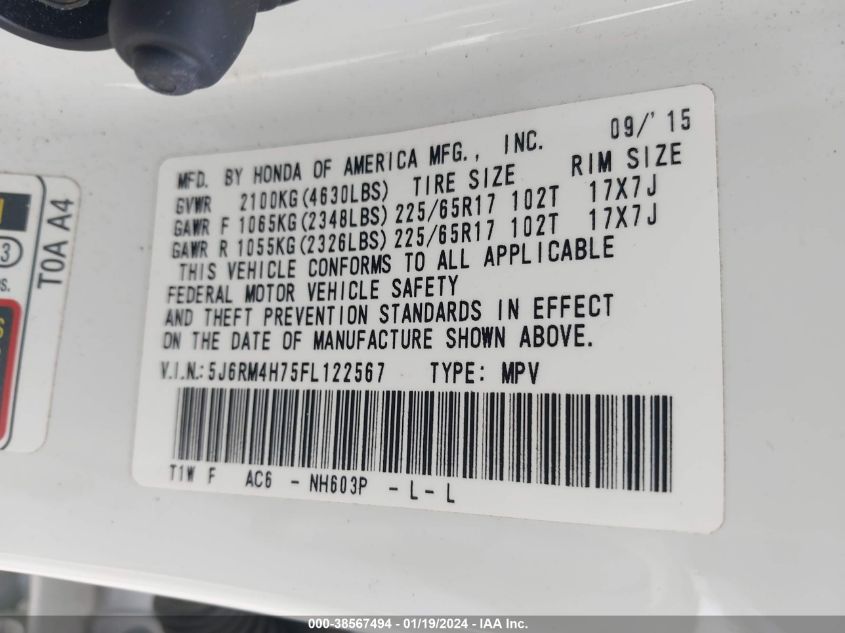 MFD. BY HONDA OF AMERICA MFG., INC. 09/'15
GVWR 2100KG(4630LBS) TIRE SIZE RIM SIZE
GAWR F 1065KG(2348LBS) 225/65R17 102T 17X7J
GAWR R 1055KG(2326LBS) 225/65R17 102T 17X7J
THIS VEHICLE CONFORMS TO ALL APPLICABLE
FEDERAL MOTOR VEHICLE SAFETY
AND THEFT PREVENTION STANDARDS IN EFFECT
ON THE DATE OF MANUFACTURE SHOWN ABOVE.
V.I.N.: 5J6RM4H75FL122567 TYPE: MPV
T1W F AC6 - NH603P - L - L
T0A A4
3
000-38567494 - 01/19/2024 - IAA Inc.